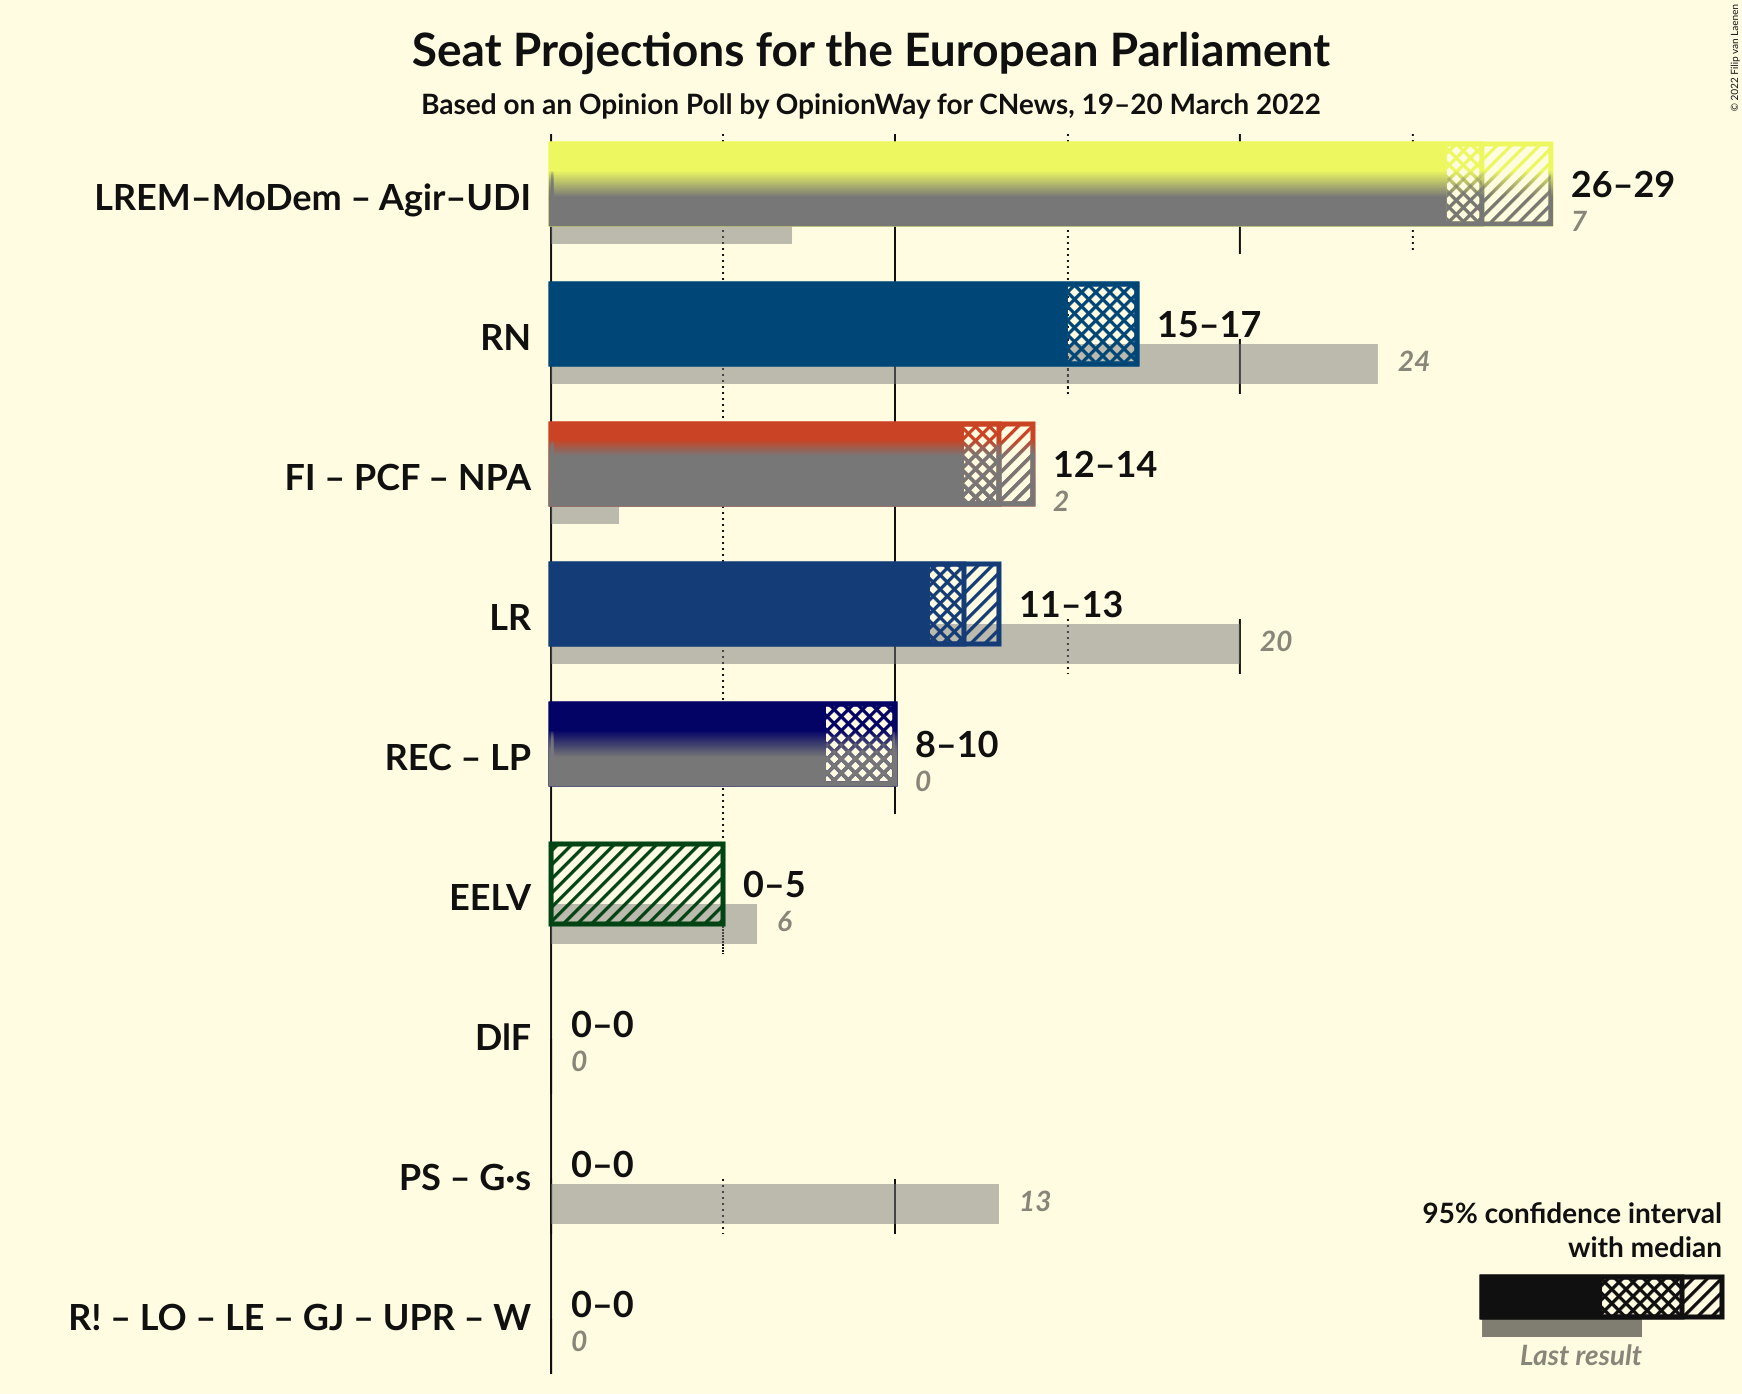 Seat Projections for the European Parliament
Based on an Opinion Poll by OpinionWay for CNews, 19–20 March 2022
© 2022 Filip van Laenen
LREM–MoDem – Agir–UDI
26–29
7
RN
15–17
24
FI – PCF – NPA
12–14
2
LR
11–13
20
REC – LP
8–10
0
EELV
0–5
6
DlF
0–0
0
PS – G·s
0–0
13
R! – LO – LE – GJ – UPR – W
0–0
0
95% confidence interval
with median
Last result